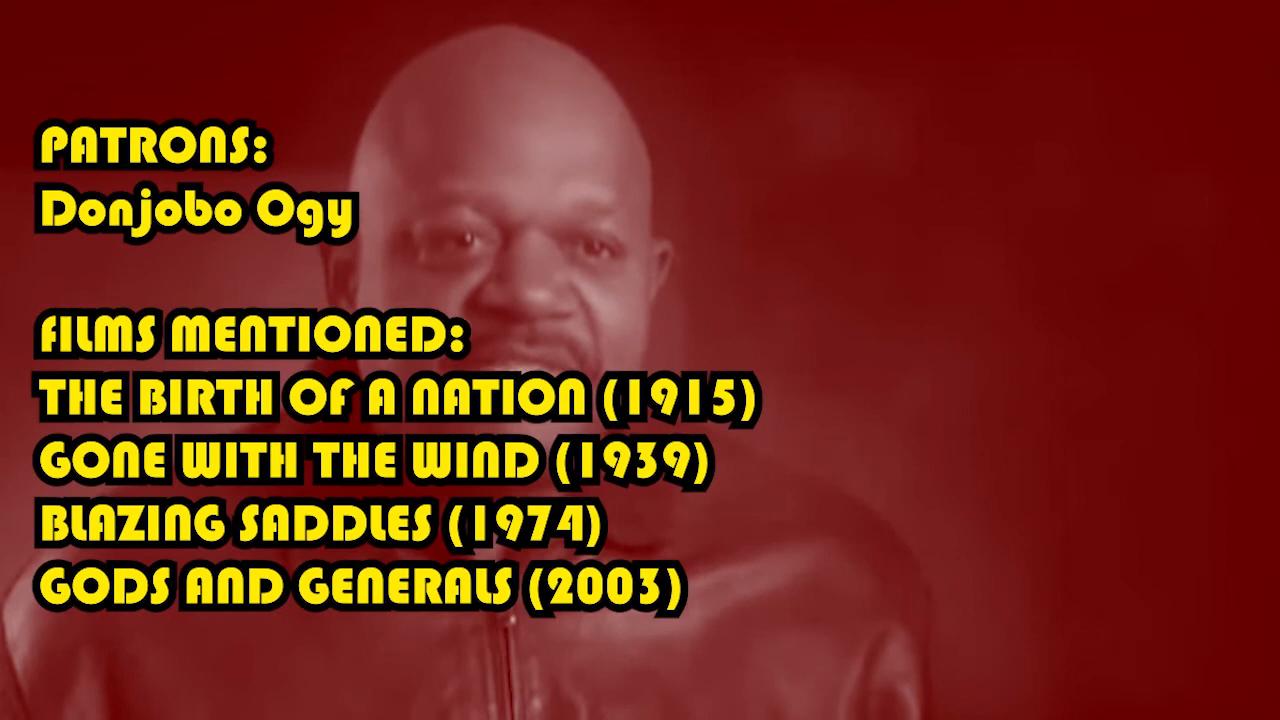 PATRONS:
Donjobo Ogy
FILMS MENTIONED:
THE BIRTH OF A NATION (1915)
GONE WITH THE WIND (1939)
BLAZING SADDLES (1974)
GODS AND GENERALS (2003)